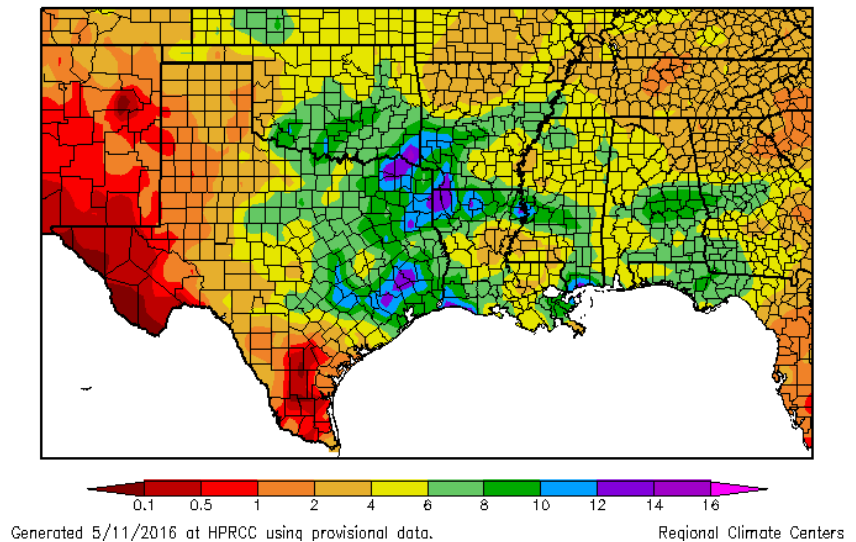 0.1 0.5 1 2 4 6 8 10 12 14 16
Generated 5/11/2016 at HPRCC using provisional data. Regional Climate Centers